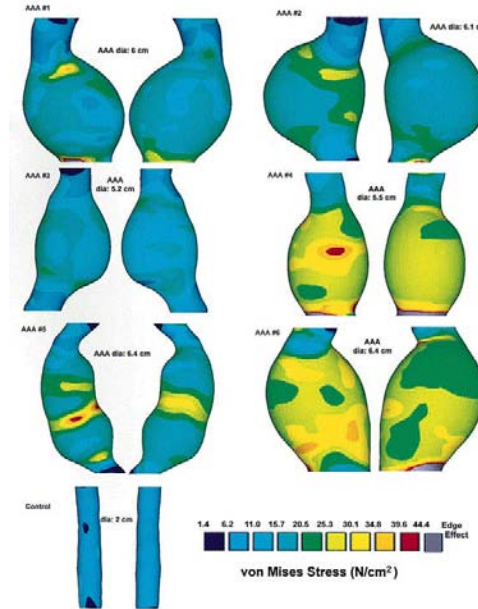 AAA #1
AAA dia: 6 cm
AAA #2
AAA dia: 6.1 c
AAA #3
AAA
dia: 5.2 cm
AAA #4
AAA
dia: 5.5 cm
AAA #5
AAA dia: 6.4 cm
AAA #6
AAA
dia: 6.4 cm
Control
dia: 2 cm
1.4 6.2 11.0 15.7 20.5 25.3 30.1 34.8 39.6 44.4 Edge
Effect
von Mises Stress (N/cm²)